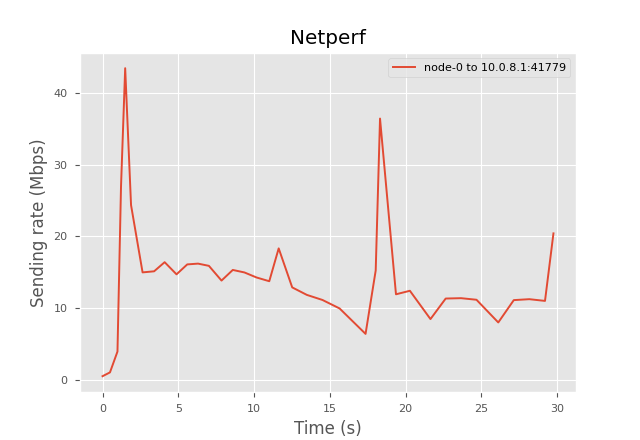 Netperf
node-0 to 10.0.8.1:41779
Sending rate (Mbps)
40
30
20
10
0
0 5 10 15 20 25 30
Time (s)